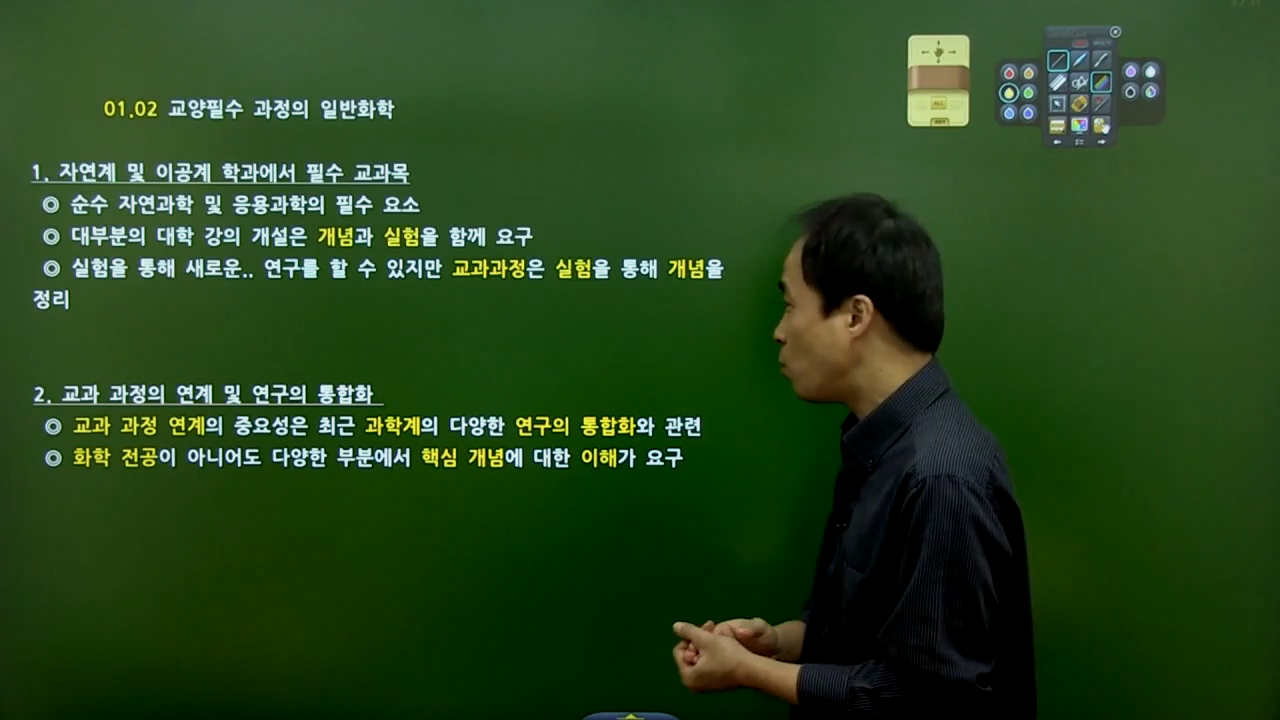 01.02 교양필수 과정의 일반화학
1. 자연계 및 이공계 학과에서 필수 교과목
◎ 순수 자연과학 및 응용과학의 필수 요소
◎ 대부분의 대학 강의 개설은 개념과 실험을 함께 요구
◎ 실험을 통해 새로운.. 연구를 할 수 있지만 교과과정은 실험을 통해 개념을
정리
2. 교과 과정의 연계 및 연구의 통합화
◎ 교과 과정 연계의 중요성은 최근 과학계의 다양한 연구의 통합화와 관련
◎ 화학 전공이 아니어도 다양한 부분에서 핵심 개념에 대한 이해가 요구
ALL